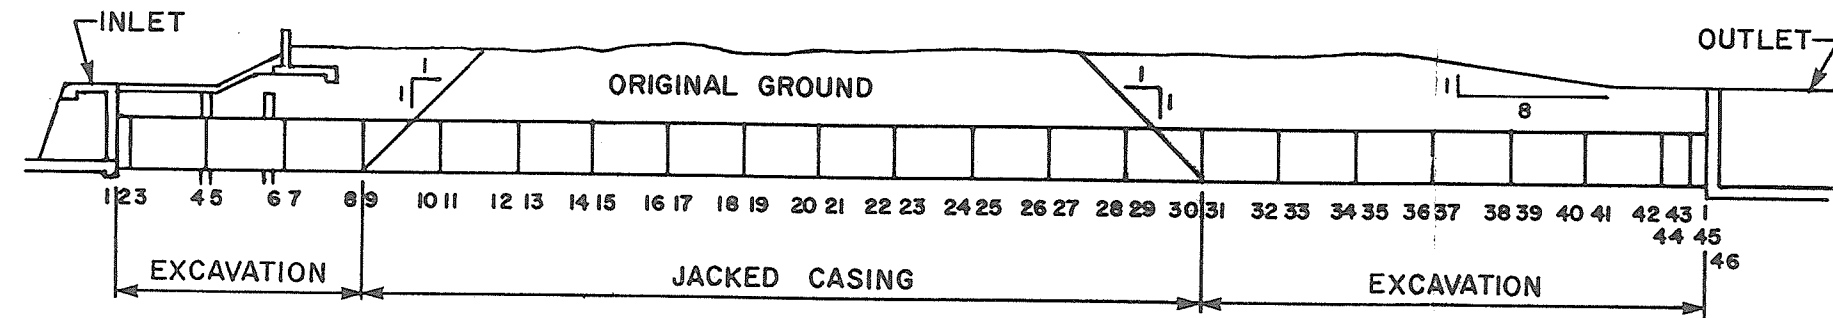 INLET
OUTLET
1
1
ORIGINAL GROUND
1
1
1
8
1 2 3 4 5 6 7 8 9 10 11 12 13 14 15 16 17 18 19 20 21 22 23 24 25 26 27 28 29 30 31 32 33 34 35 36 37 38 39 40 41 42 43 1
44 45
46
EXCAVATION
JACKED CASING
EXCAVATION